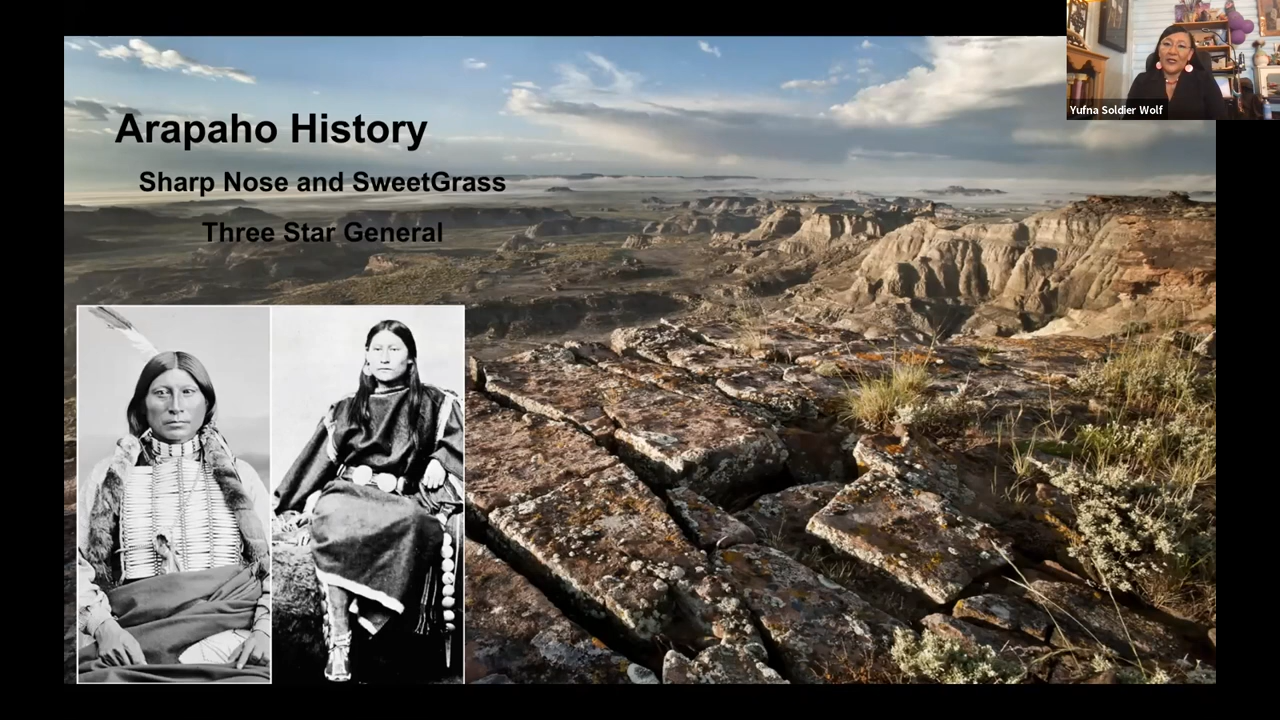 Arapaho History
Sharp Nose and SweetGrass
Three Star General
Yufna Soldier Wolf